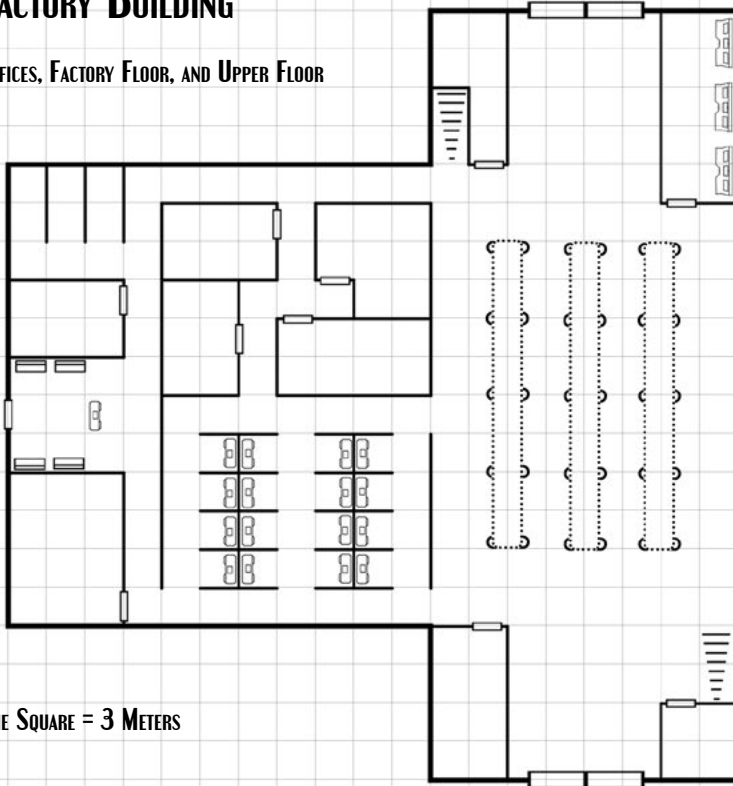 ACTORY BUILDING
FICES, FACTORY FLOOR, AND UPPER FLOOR
E SQUARE = 3 METERS